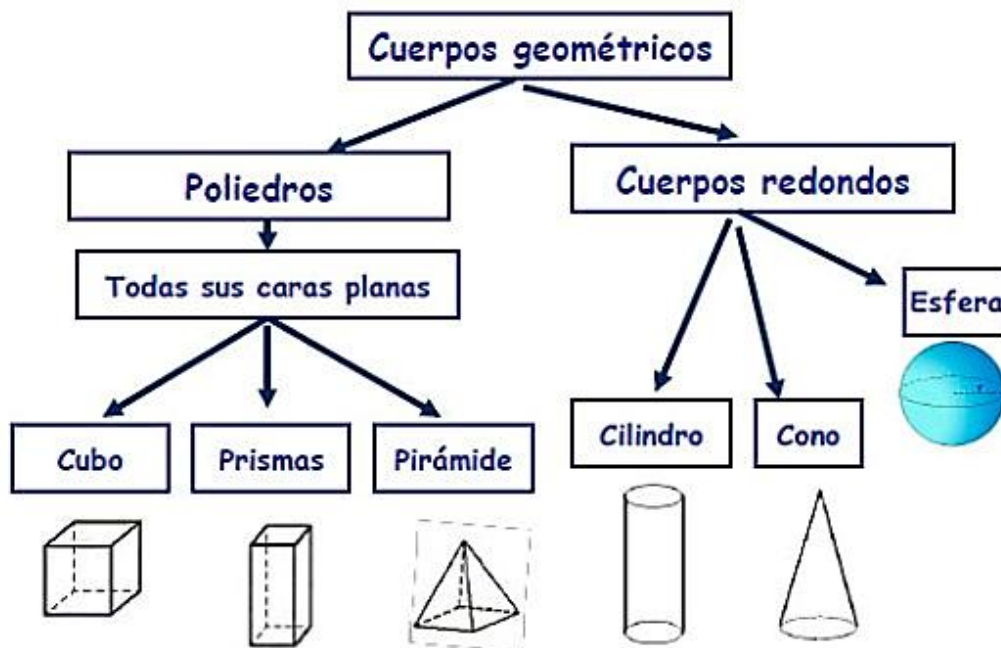 Cuerpos geométricos
Poliedros
Cuerpos redondos
Todas sus caras planas
Esfera
Cubo
Prismas
Pirámide
Cilindro
Cono